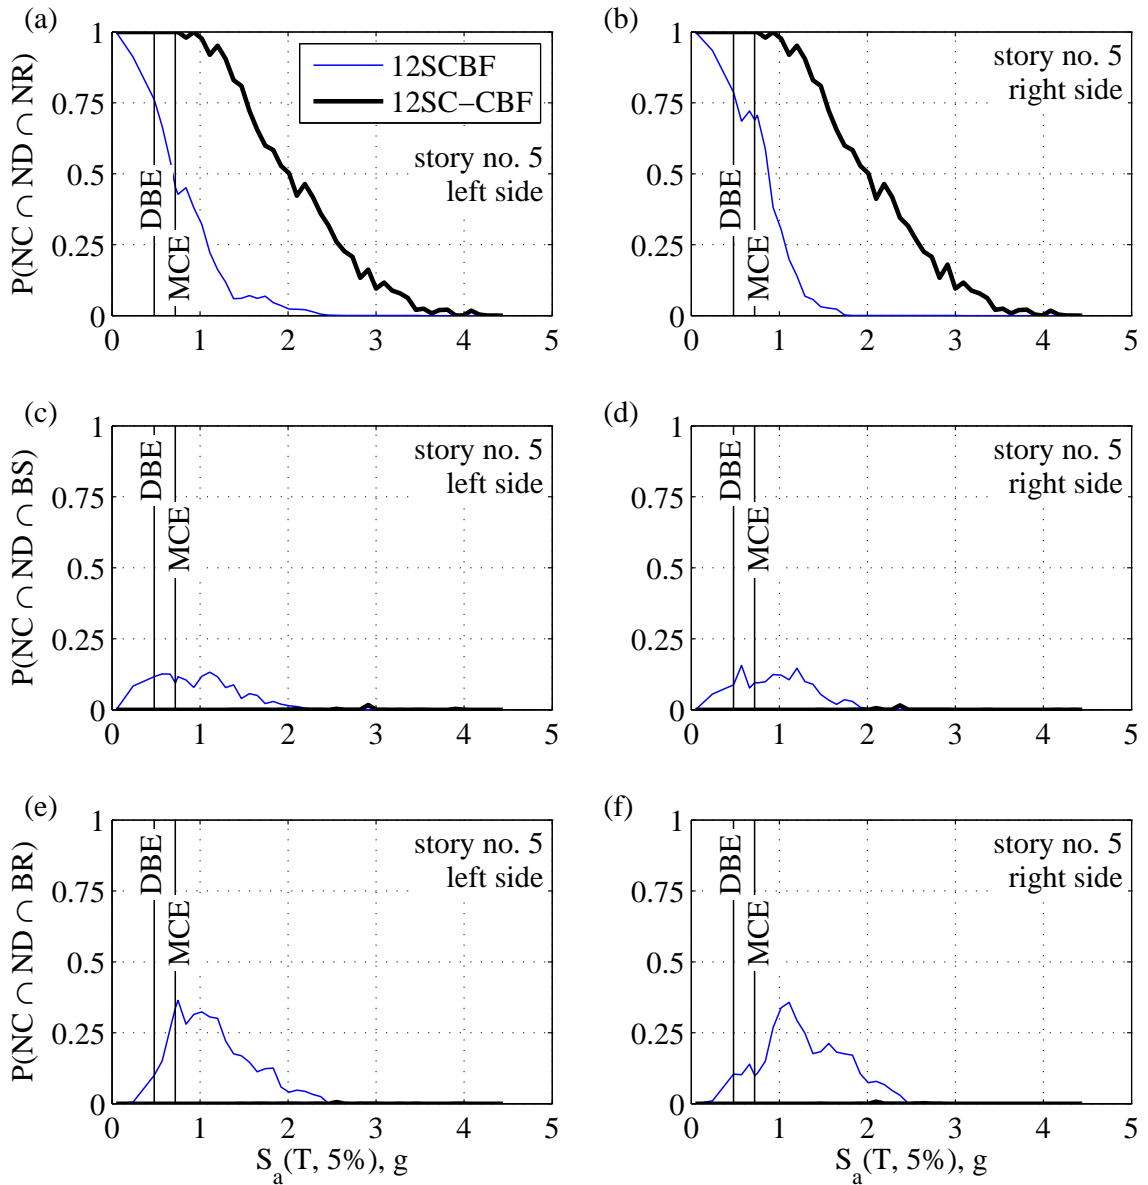 (a)
P(NC ∩ ND ∩ NR)
1
0.75
0.5
0.25
0
12SCBF
12SC−CBF
story no. 5
left side
DBE
MCE
0 1 2 3 4 5
(b)
1
0.75
0.5
0.25
0
story no. 5
right side
DBE
MCE
0 1 2 3 4 5
(c)
P(NC ∩ ND ∩ BS)
1
0.75
0.5
0.25
0
story no. 5
left side
DBE
MCE
0 1 2 3 4 5
(d)
1
0.75
0.5
0.25
0
story no. 5
right side
DBE
MCE
0 1 2 3 4 5
(e)
P(NC ∩ ND ∩ BR)
1
0.75
0.5
0.25
0
story no. 5
left side
DBE
MCE
0 1 2 3 4 5
S_a(T, 5%), g
(f)
1
0.75
0.5
0.25
0
story no. 5
right side
DBE
MCE
0 1 2 3 4 5
S_a(T, 5%), g